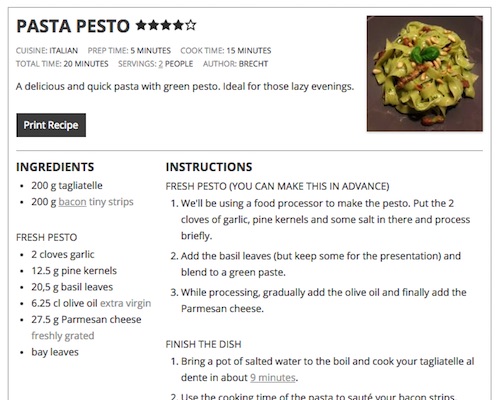 PASTA PESTO
CUISINE: ITALIAN PREP TIME: 5 MINUTES COOK TIME: 15 MINUTES
TOTAL TIME: 20 MINUTES SERVINGS: 2 PEOPLE AUTHOR: BRECHT
A delicious and quick pasta with green pesto. Ideal for those lazy evenings.
Print Recipe
INGREDIENTS
200 g tagliatelle
200 g bacon tiny strips
FRESH PESTO
2 cloves garlic
12.5 g pine kernels
20,5 g basil leaves
6.25 cl olive oil extra virgin
27.5 g Parmesan cheese
freshly grated
bay leaves
INSTRUCTIONS
FRESH PESTO (YOU CAN MAKE THIS IN ADVANCE)
1. We'll be using a food processor to make the pesto. Put the 2
cloves of garlic, pine kernels and some salt in there and process
briefly.
2. Add the basil leaves (but keep some for the presentation) and
blend to a green paste.
3. While processing, gradually add the olive oil and finally add the
Parmesan cheese.
FINISH THE DISH
1. Bring a pot of salted water to the boil and cook your tagliatelle al
dente in about 9 minutes.
2. Use the cooking time of the pasta to sauté your bacon strips.